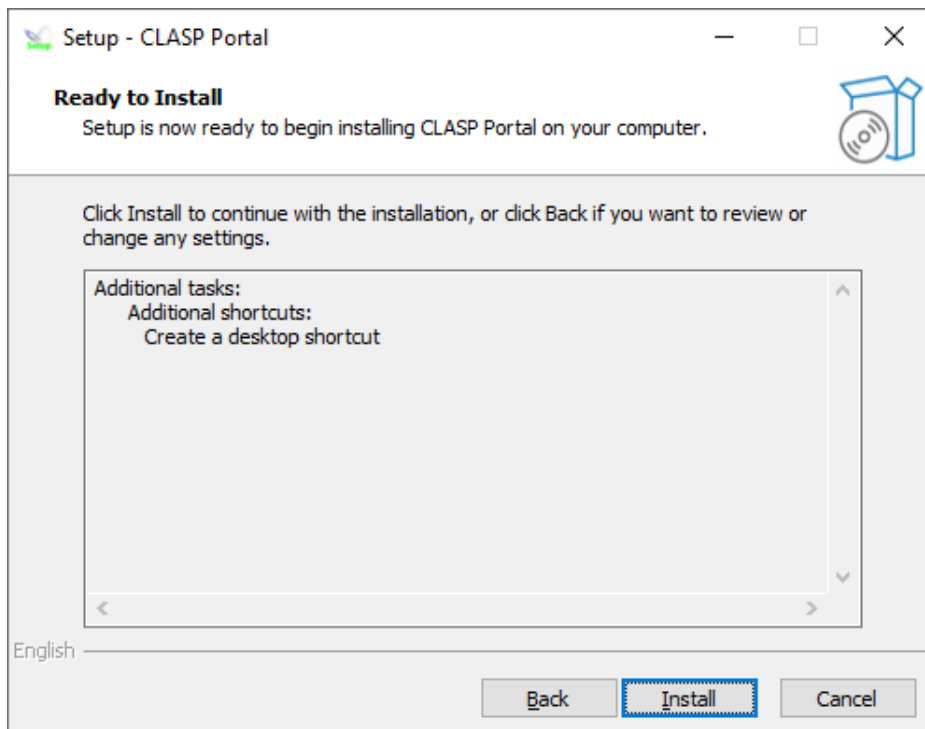 Setup
Setup - CLASP Portal
Ready to Install
Setup is now ready to begin installing CLASP Portal on your computer.
Click Install to continue with the installation, or click Back if you want to review or
change any settings.
Additional tasks:
Additional shortcuts:
Create a desktop shortcut
English
Back
Install
Cancel